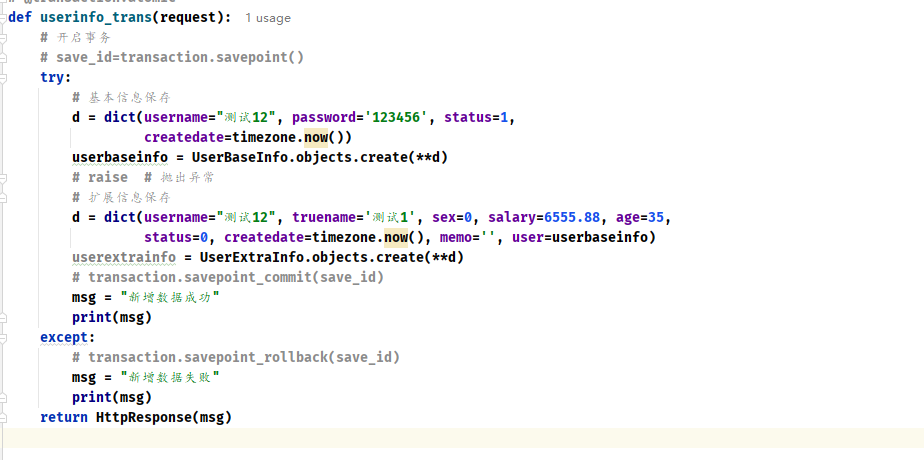 # @transaction.atomic
def userinfo_trans(request): 1 usage
# 开启事务
# save_id=transaction.savepoint()
try:
# 基本信息保存
d = dict(username="测试12", password='123456', status=1,
createdate=timezone.now())
userbaseinfo = UserBaseInfo.objects.create(**d)
# raise  # 抛出异常
# 扩展信息保存
d = dict(username="测试12", truename='测试1', sex=0, salary=6555.88, age=35,
status=0, createdate=timezone.now(), memo='', user=userbaseinfo)
userextrainfo = UserExtraInfo.objects.create(**d)
# transaction.savepoint_commit(save_id)
msg = "新增数据成功"
print(msg)
except:
# transaction.savepoint_rollback(save_id)
msg = "新增数据失败"
print(msg)
return HttpResponse(msg)